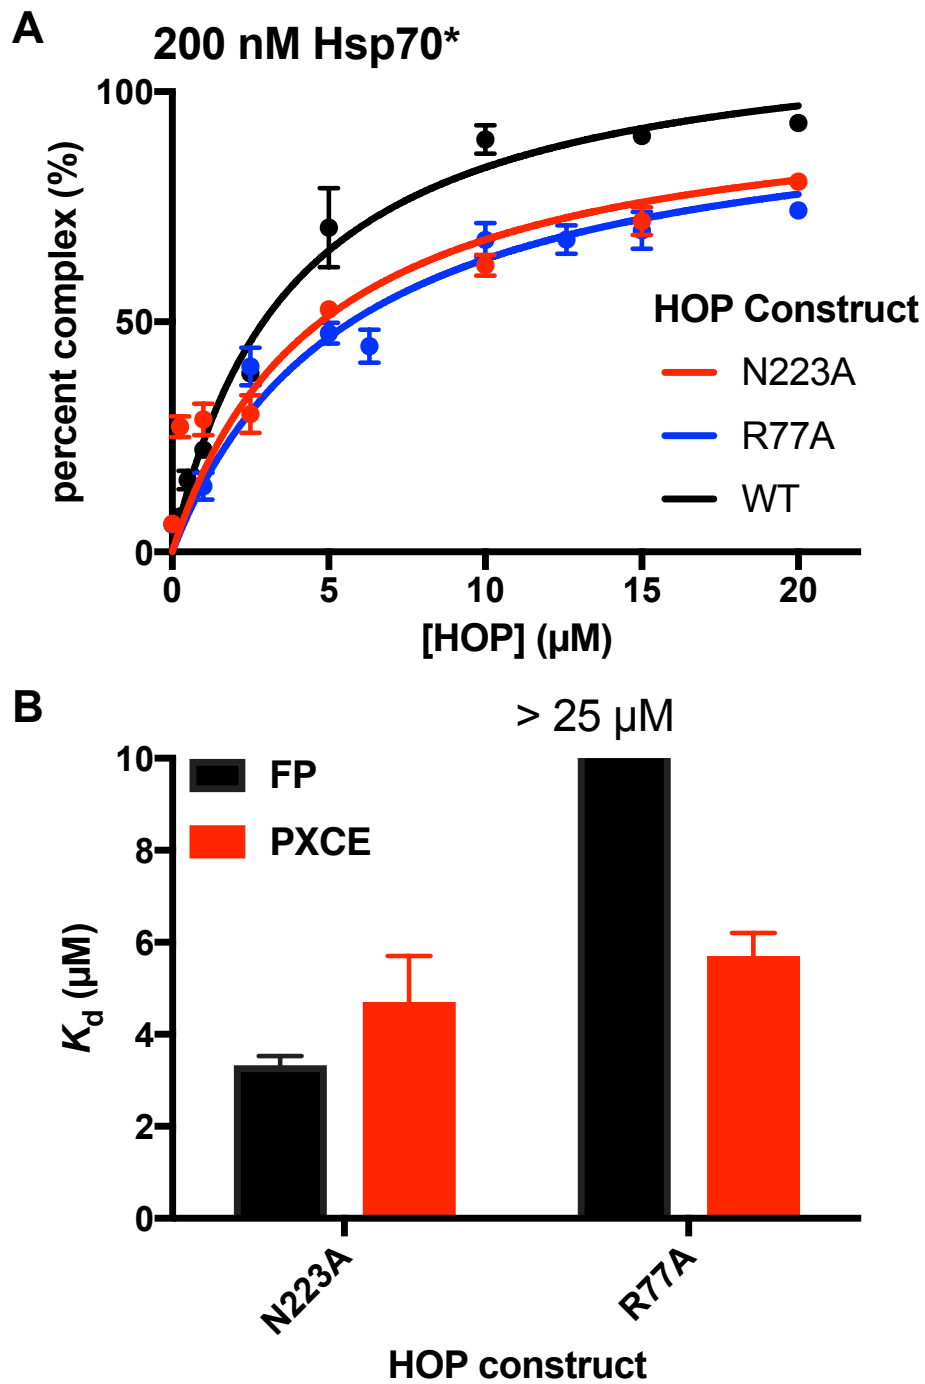 A
200 nM Hsp70*
percent complex (%)
100
50
0
0 5 10 15 20
[HOP] (µM)
HOP Construct
N223A
R77A
WT
B
> 25 µM
FP
PXCE
Kd (µM)
10
8
6
4
2
0
N223A
R77A
HOP construct